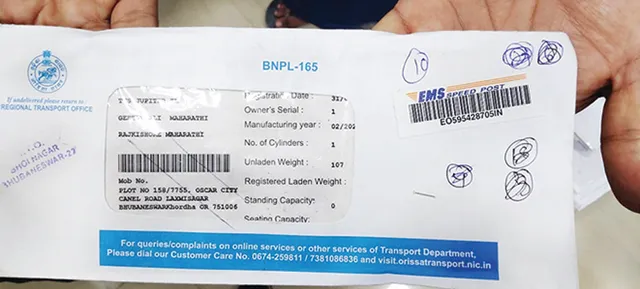 BNPL-165
If undelivered please return to:
REGIONAL TRANSPORT OFFICE
BHUBANESWAR-27
10
EMS SPEED POST
EO595428705IN
MAHARATHI
RAJKISHORE MAHARATHI
Mob No.
PLOT NO 158/7755, OSCAR CITY
CANEL ROAD LAXMISAGAR
BHUBANESWARKhordha OR 751006
Registration Date :
Owner's Serial : 1
Manufacturing year : 02/202
No. of Cylinders : 1
Unladen Weight : 107
Registered Laden Weight :
Standing Capacity: 0
Seating Capacity:
For queries/complaints on online services or other services of Transport Department,
Please dial our Customer Care No. 0674-259811 / 7381086836 and visit.orissatransport.nic.in